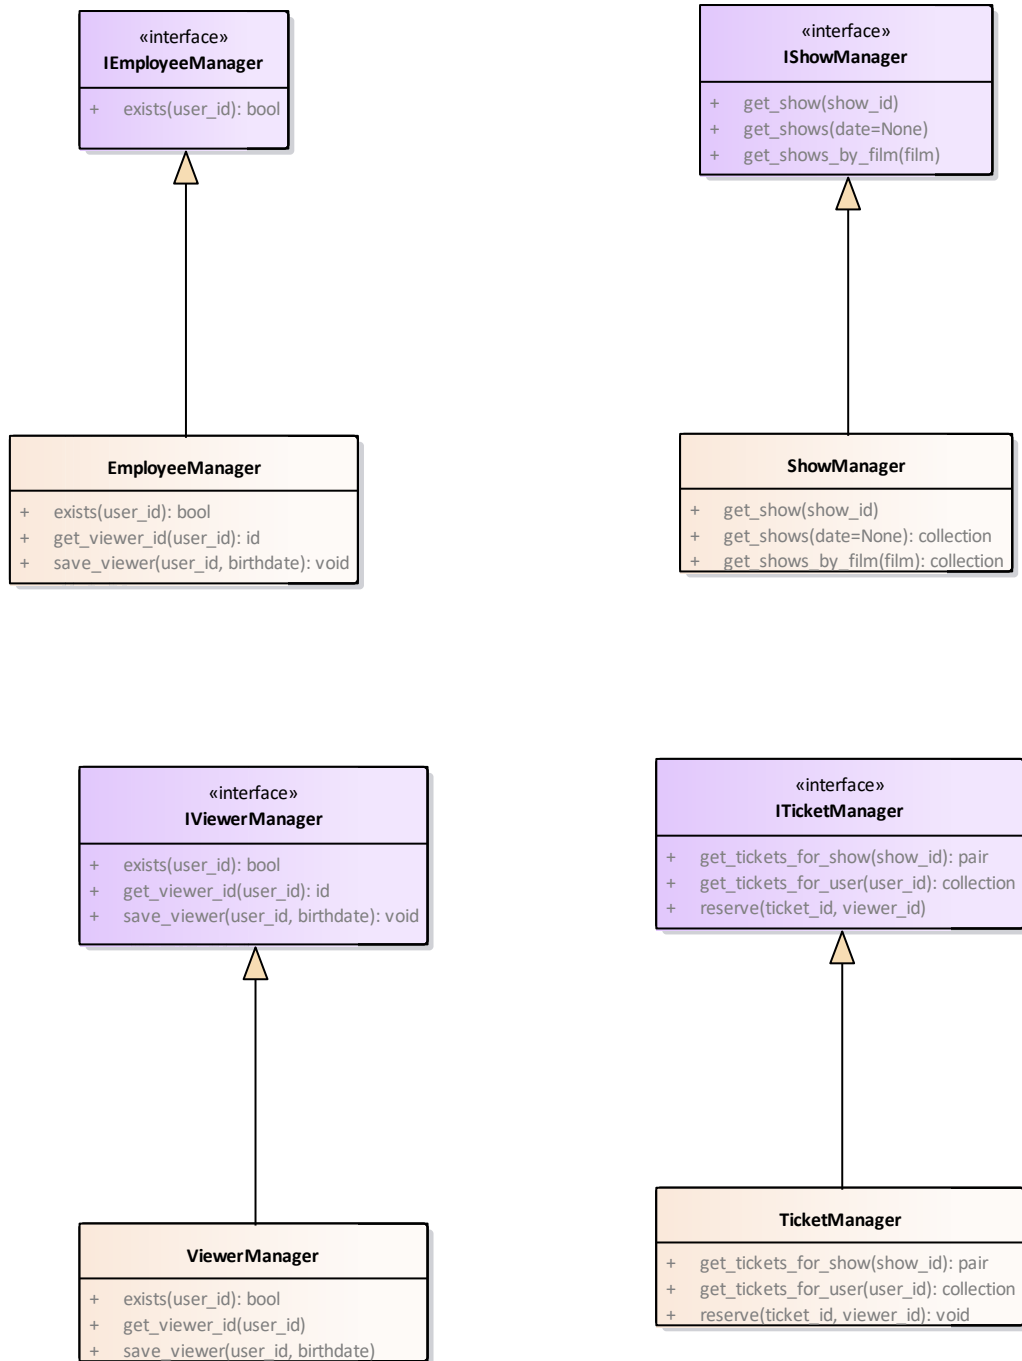 «interface»
IEmployeeManager
+ exists(user_id): bool
«interface»
IShowManager
+ get_show(show_id)
+ get_shows(date=None)
+ get_shows_by_film(film)
EmployeeManager
+ exists(user_id): bool
+ get_viewer_id(user_id): id
+ save_viewer(user_id, birthdate): void
ShowManager
+ get_show(show_id)
+ get_shows(date=None): collection
+ get_shows_by_film(film): collection
«interface»
IViewerManager
+ exists(user_id): bool
+ get_viewer_id(user_id): id
+ save_viewer(user_id, birthdate): void
«interface»
ITicketManager
+ get_tickets_for_show(show_id): pair
+ get_tickets_for_user(user_id): collection
+ reserve(ticket_id, viewer_id)
ViewerManager
+ exists(user_id): bool
+ get_viewer_id(user_id)
+ save_viewer(user_id, birthdate)
TicketManager
+ get_tickets_for_show(show_id): pair
+ get_tickets_for_user(user_id): collection
+ reserve(ticket_id, viewer_id): void